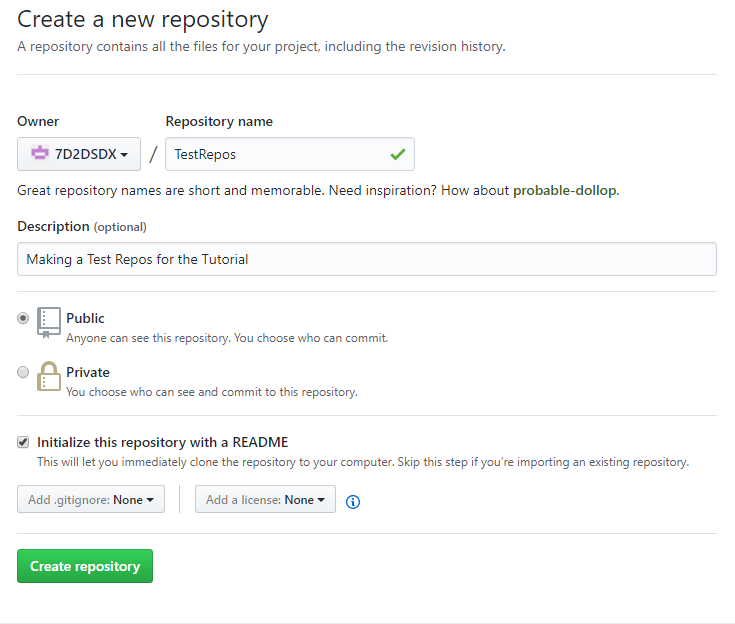 Create a new repository
A repository contains all the files for your project, including the revision history.
Owner Repository name
7D2DSDX / TestRepos
Great repository names are short and memorable. Need inspiration? How about probable-dollop.
Description (optional)
Making a Test Repos for the Tutorial
Public
Anyone can see this repository. You choose who can commit.
Private
You choose who can see and commit to this repository.
Initialize this repository with a README
This will let you immediately clone the repository to your computer. Skip this step if you’re importing an existing repository.
Add .gitignore: None Add a license: None
Create repository